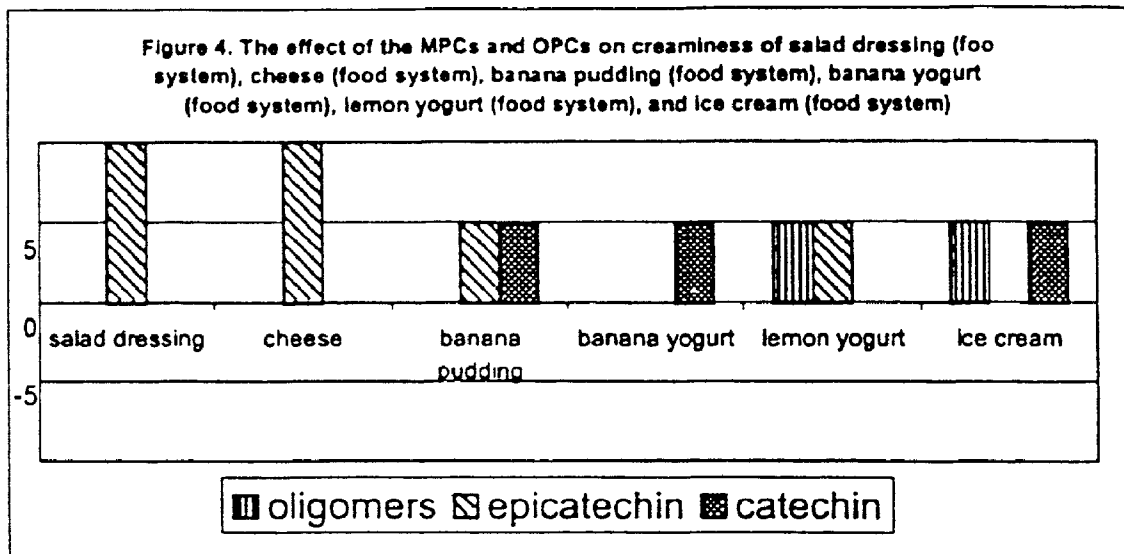 Figure 4. The effect of the MPCs and OPCs on creaminess of salad dressing (foo
system), cheese (food system), banana pudding (food system), banana yogurt
(food system), lemon yogurt (food system), and ice cream (food system)
5
0
-5
salad dressing cheese banana banana yogurt lemon yogurt ice cream
pudding
oligomers epicatechin catechin